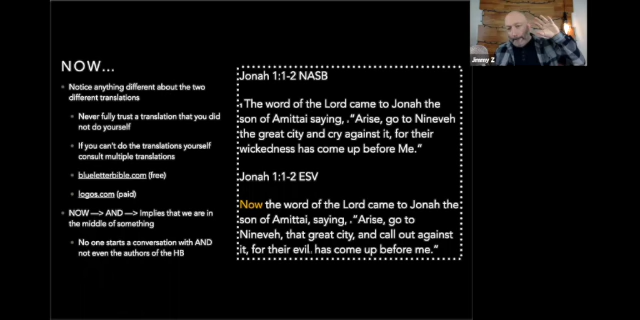 NOW...
Notice anything different about the two
different translations
Never fully trust a translation that you did
not do yourself
If you can't do the translations yourself
consult multiple translations
blueletterbible.com (free)
logos.com (paid)
NOW —> AND —> Implies that we are in
the middle of something
No one starts a conversation with AND
not even the authors of the HB
Jonah 1:1-2 NASB
The word of the Lord came to Jonah the
son of Amittai saying, "Arise, go to Nineveh
the great city and cry against it, for their
wickedness has come up before Me."
Jonah 1:1-2 ESV
Now the word of the Lord came to Jonah the
son of Amittai, saying, "Arise, go to
Nineveh, that great city, and call out against
it, for their evil has come up before me."
Jimmy Z